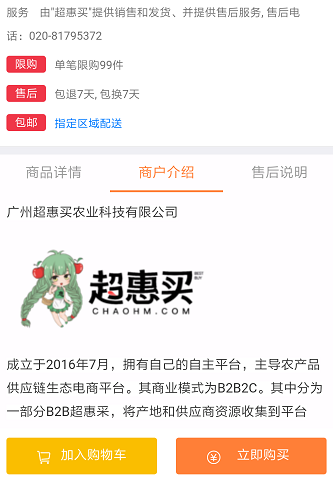 服务 由"超惠买"提供销售和发货、并提供售后服务, 售后电
话：020-81795372
限购 单笔限购99件
售后 包退7天, 包换7天
包邮 指定区域配送
商品详情 商户介绍 售后说明
广州超惠买农业科技有限公司
超惠买 BEST BUY
CHAOHM.COM
成立于2016年7月，拥有自己的自主平台，主导农产品
供应链生态电商平台。其商业模式为B2B2C。其中分为
一部分B2B超惠采，将产地和供应商资源收集到平台
加入购物车 立即购买